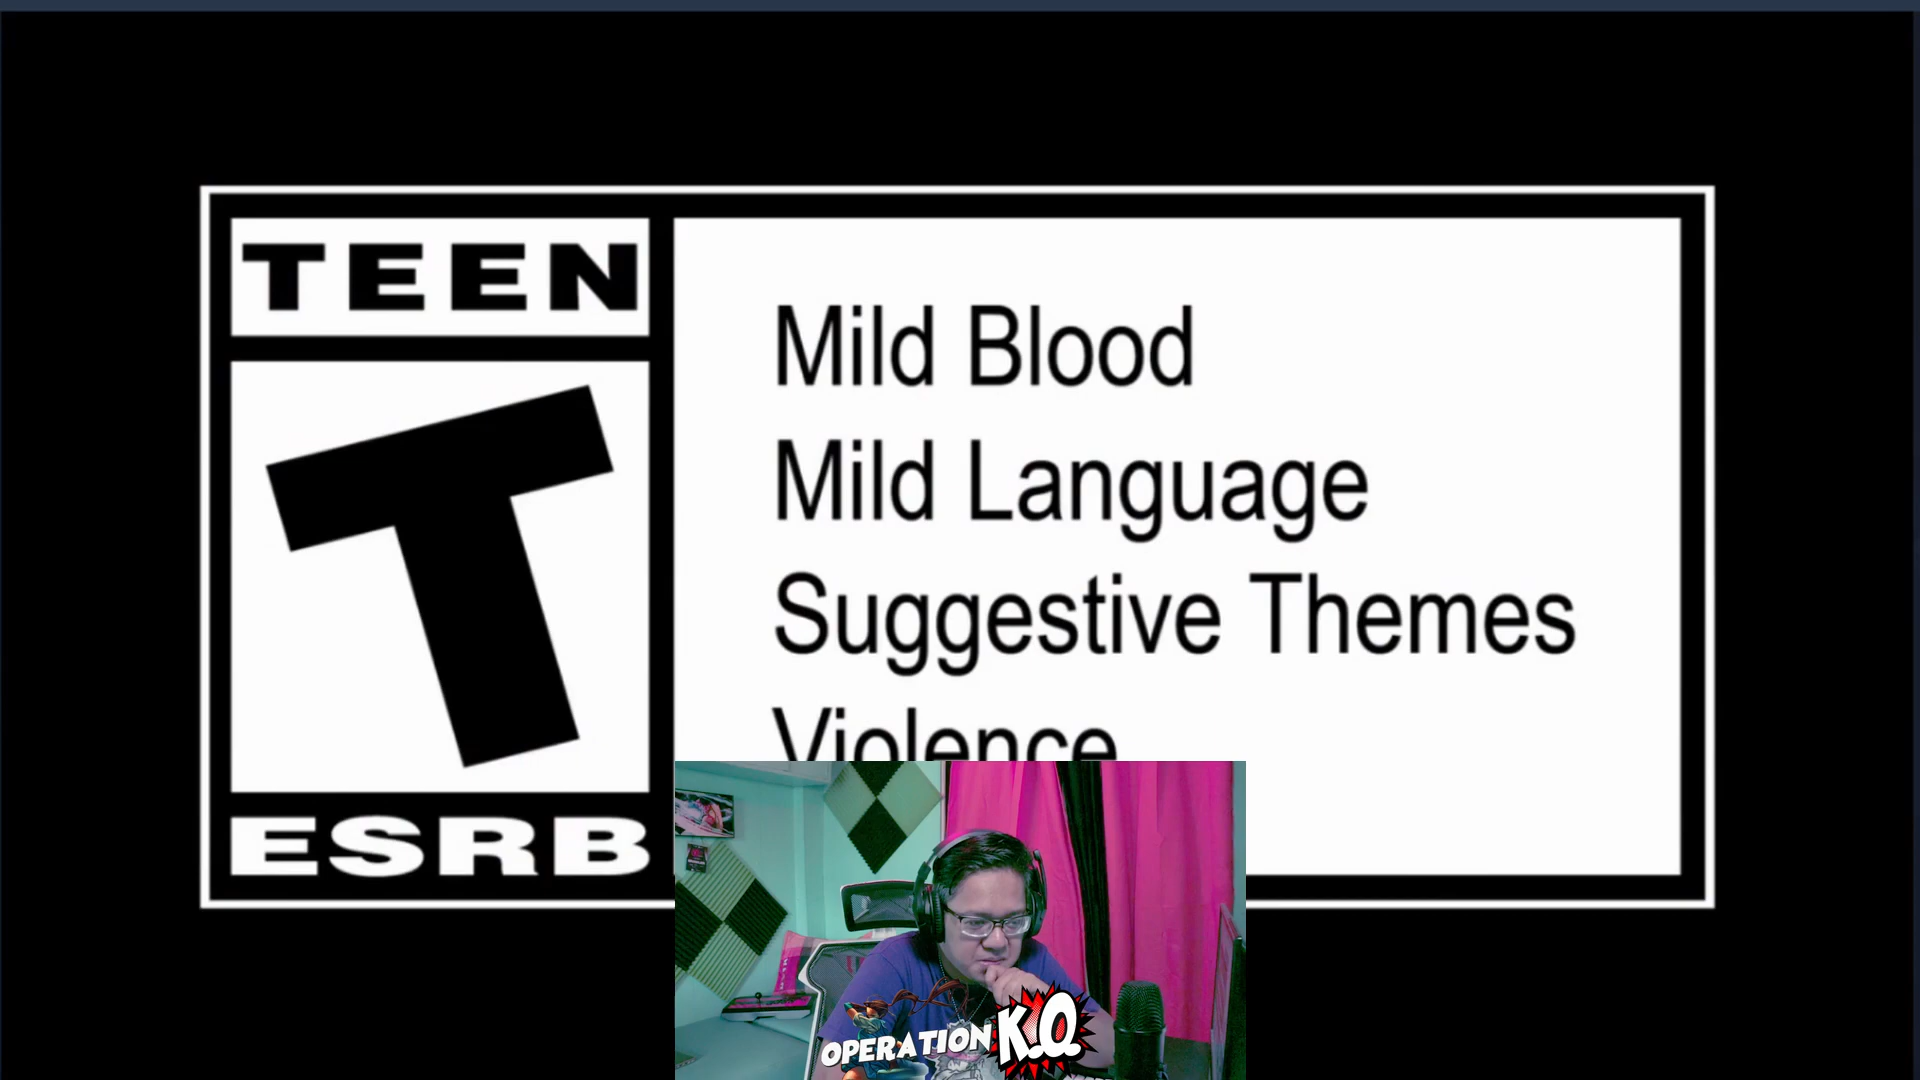 TEEN
T
ESRB
Mild Blood
Mild Language
Suggestive Themes
Violence
OPERATION K.O.